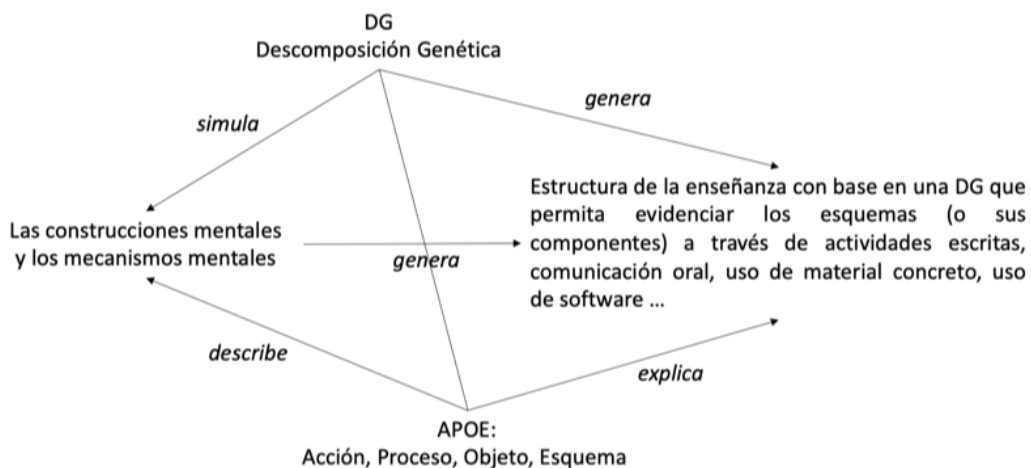 DG
Descomposición Genética
genera
simula
Estructura de la enseñanza con base en una DG que
permita evidenciar los esquemas (o sus
componentes) a través de actividades escritas,
comunicación oral, uso de material concreto, uso
de software ...
Las construcciones mentales
y los mecanismos mentales
genera
describe
explica
APOE:
Acción, Proceso, Objeto, Esquema